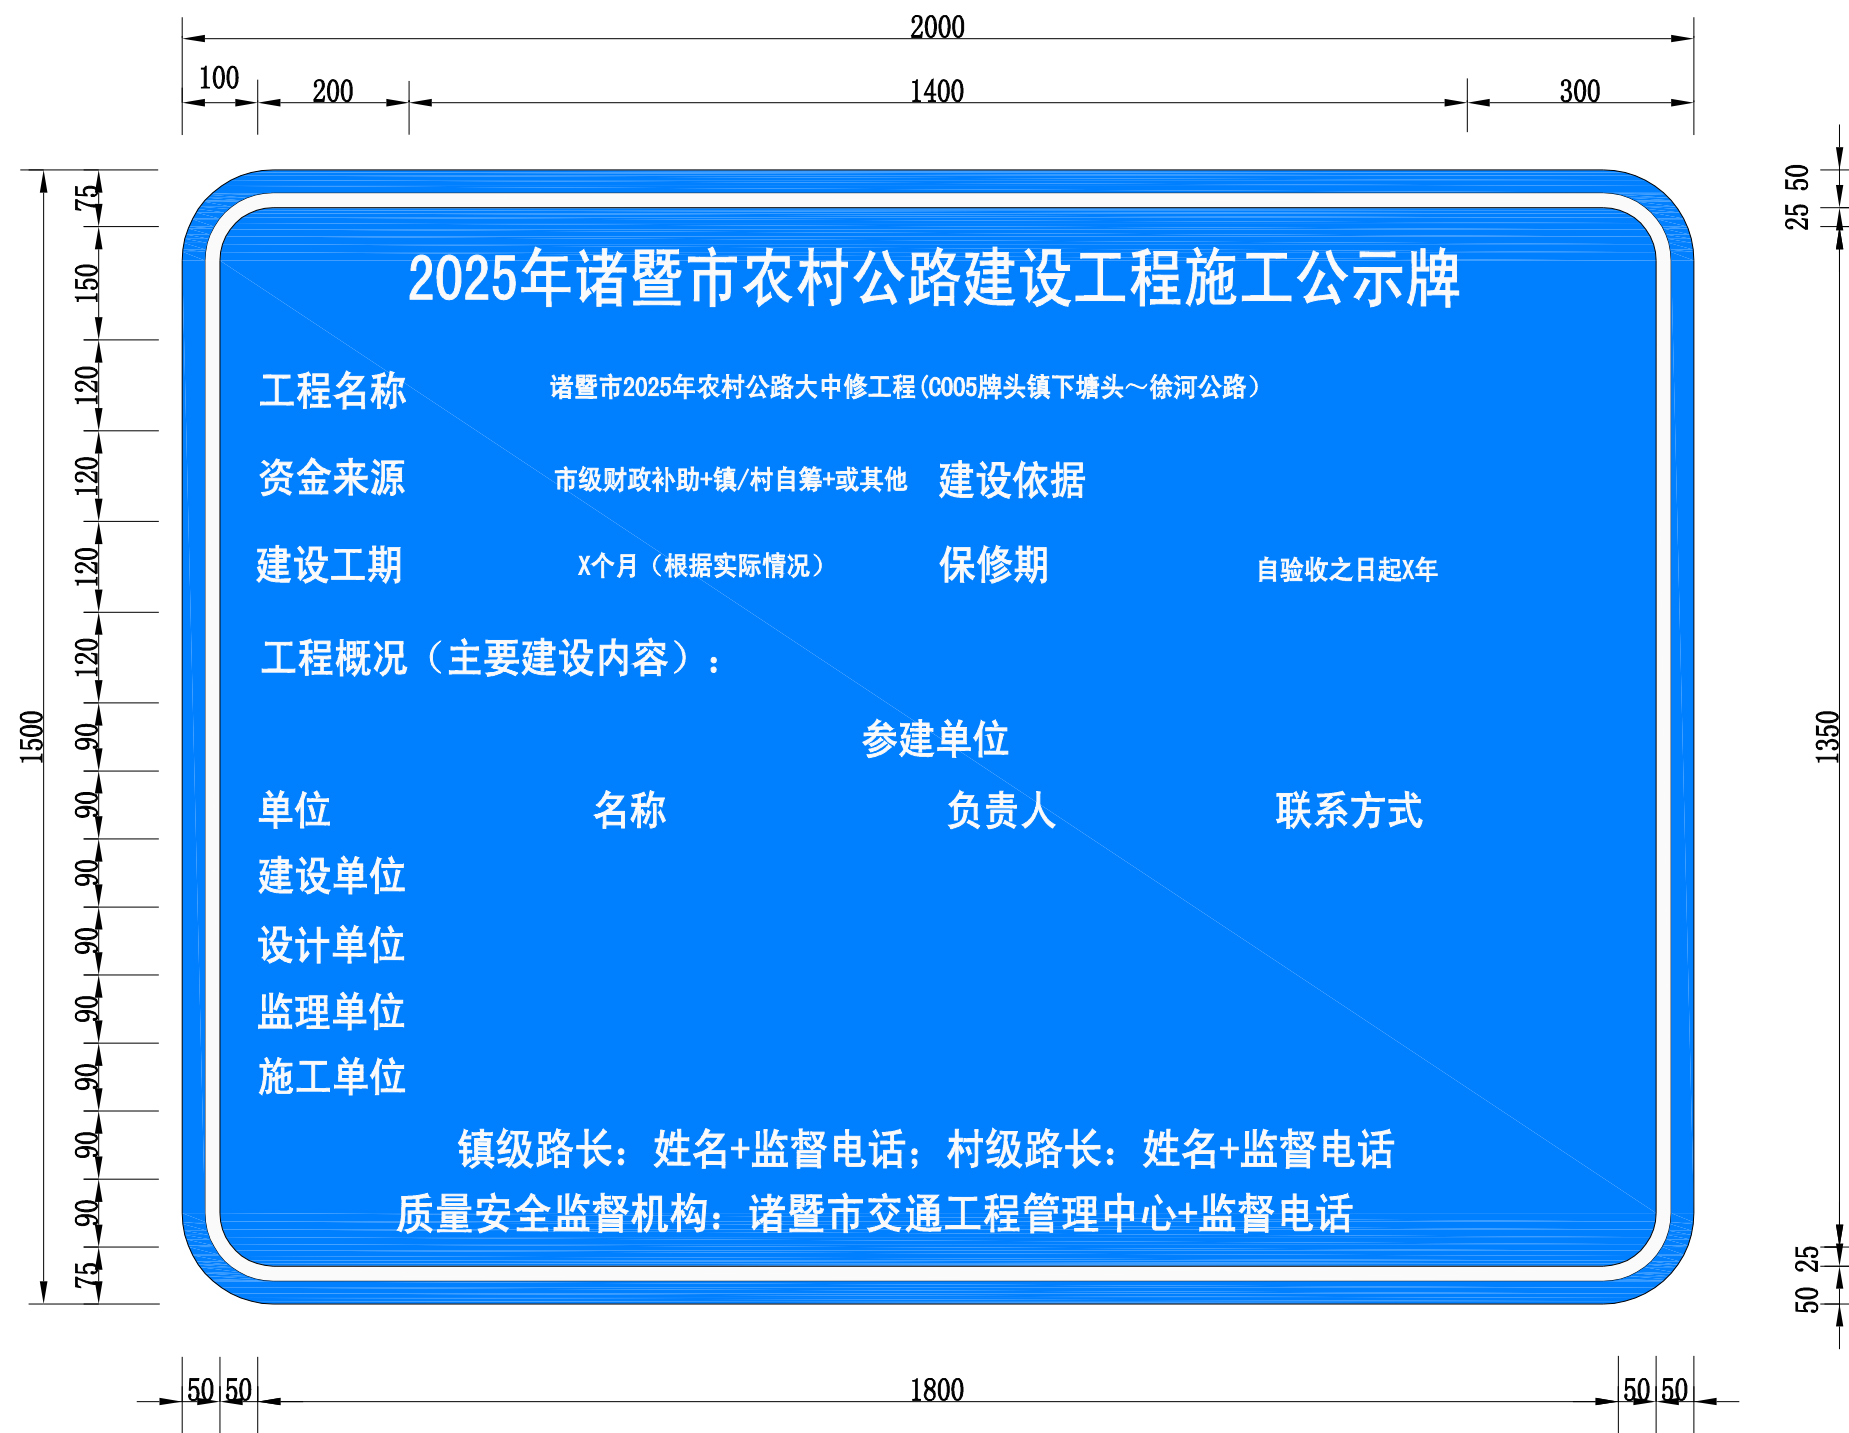 2000
100 200 1400 300
2025年诸暨市农村公路建设工程施工公示牌
工程名称 诸暨市2025年农村公路大中修工程(C005牌头镇下塘头～徐河公路）
资金来源 市级财政补助+镇/村自筹+或其他 建设依据
建设工期 X个月（根据实际情况） 保修期 自验收之日起X年
工程概况（主要建设内容）：
参建单位
单位 名称 负责人 联系方式
建设单位
设计单位
监理单位
施工单位
镇级路长：姓名+监督电话；村级路长：姓名+监督电话
质量安全监督机构：诸暨市交通工程管理中心+监督电话
1500
75
150
120
120
120
120
90
90
90
90
90
90
90
90
75
50
25
1350
25
50
50 50 1800 50 50